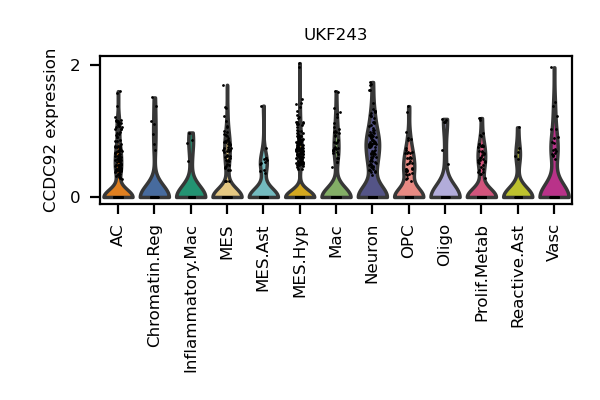 UKF243
CCDC92 expression
2
0
AC
Chromatin.Reg
Inflammatory.Mac
MES
MES.Ast
MES.Hyp
Mac
Neuron
OPC
Oligo
Prolif.Metab
Reactive.Ast
Vasc